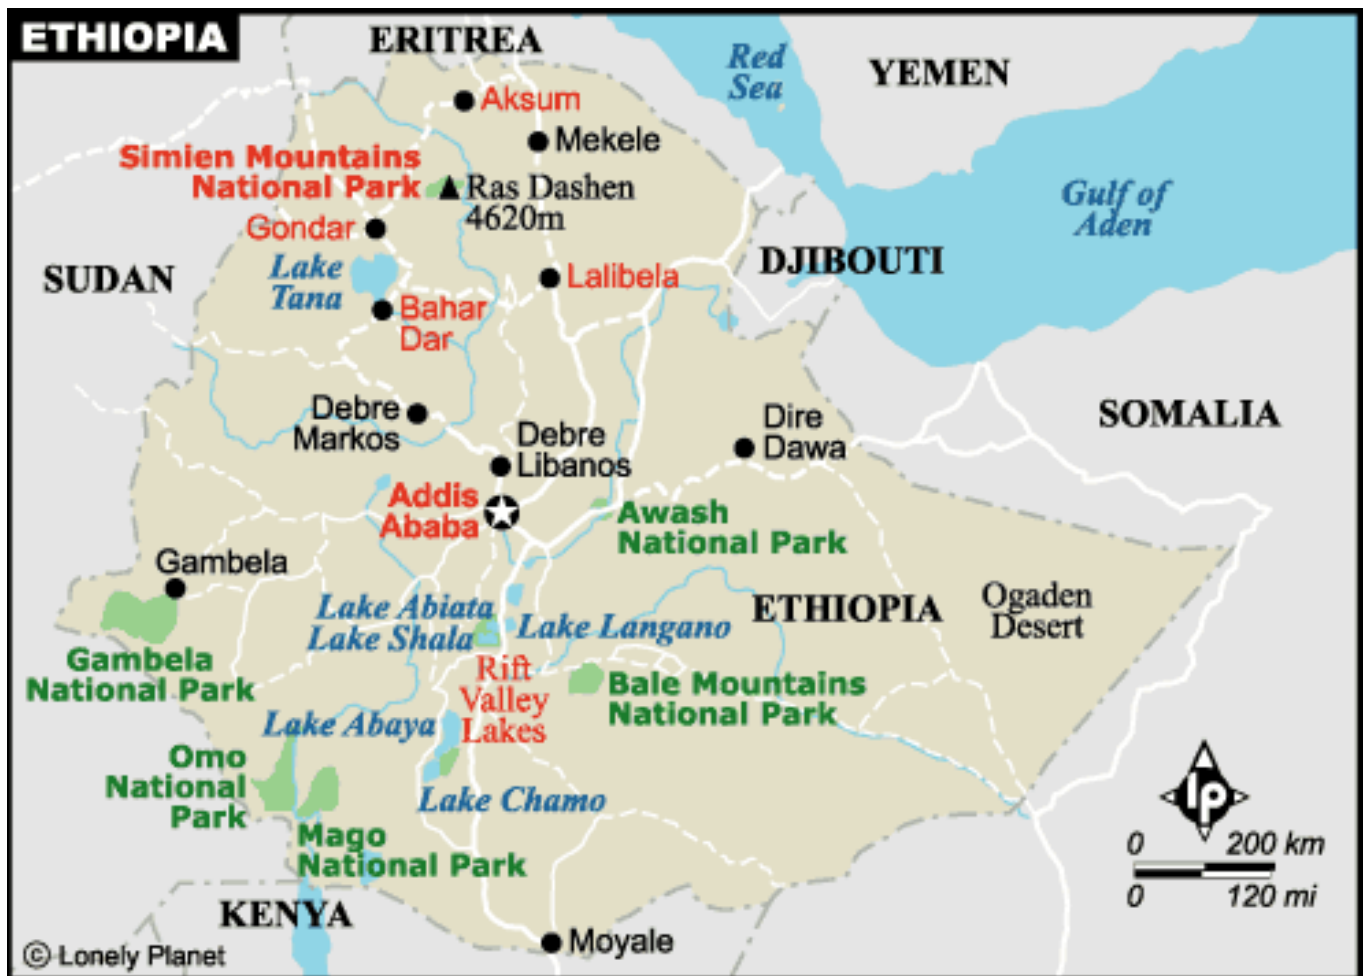 ETHIOPIA
ERITREA
Red
Sea
YEMEN
Aksum
Mekele
Simien Mountains
National Park
Ras Dashen
4620m
Gulf of
Aden
Gondar
SUDAN
Lake
Tana
Lalibela
DJIBOUTI
Bahar
Dar
Debre
Markos
Debre
Libanos
Dire
Dawa
SOMALIA
Addis
Ababa
Awash
National Park
Gambela
Lake Abiata
Lake Shala
Lake Langano
ETHIOPIA
Ogaden
Desert
Gambela
National Park
Rift
Valley
Lakes
Bale Mountains
National Park
Lake Abaya
Omo
National
Park
Lake Chamo
Mago
National Park
lp
0 200 km
0 120 mi
KENYA
Moyale
© Lonely Planet